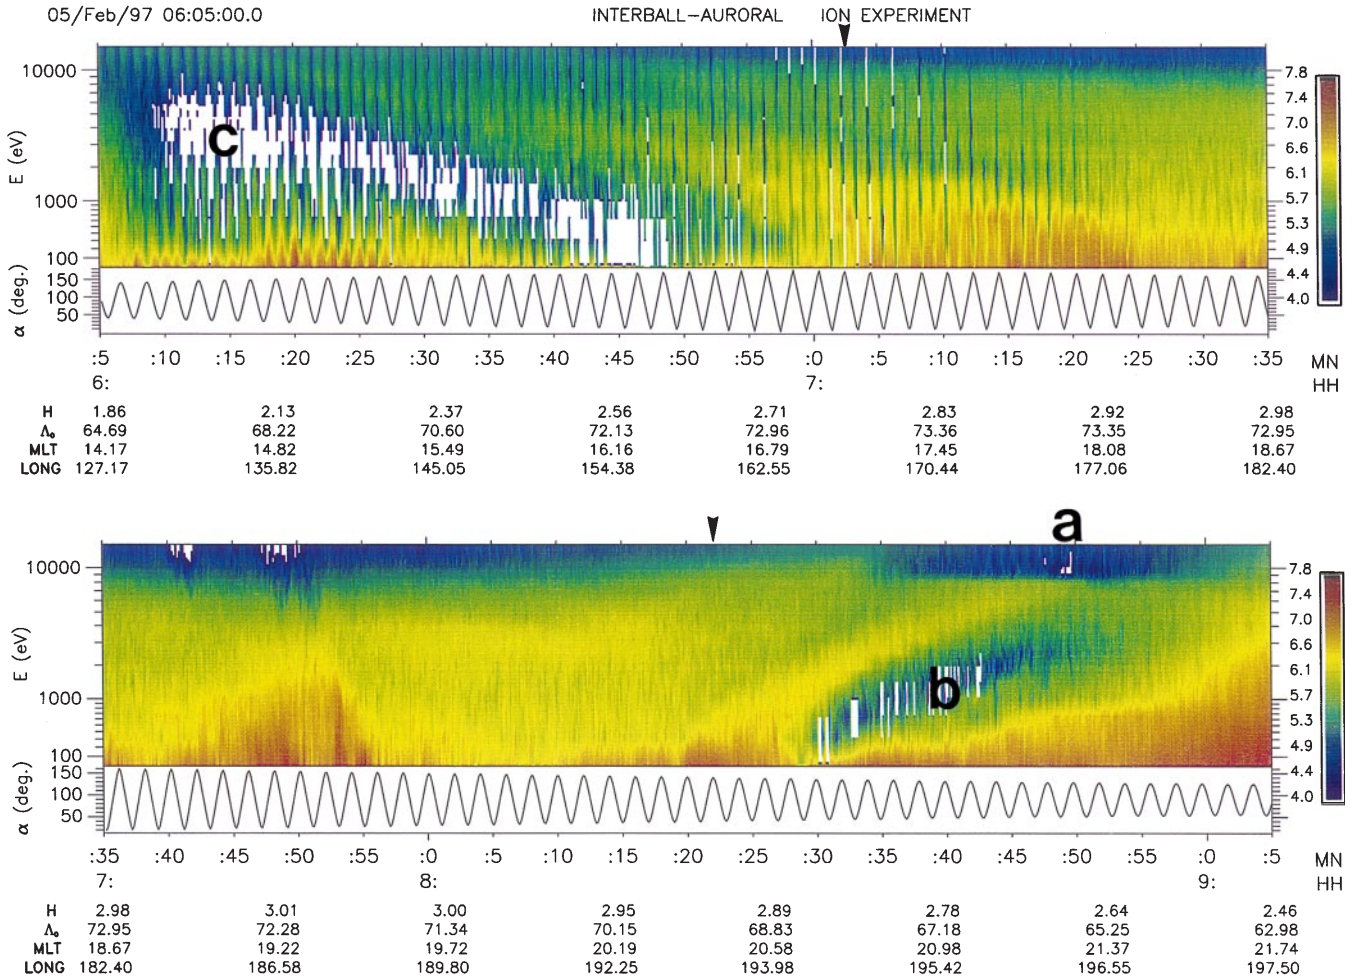 05/Feb/97 06:05:00.0 INTERBALL-AURORAL ION EXPERIMENT
10000
1000
100
E (eV)
c
7.8
7.4
7.0
6.6
6.1
5.7
5.3
4.9
4.4
4.0
150
100
50
α (deg.)
:5 :10 :15 :20 :25 :30 :35 :40 :45 :50 :55 :0 :5 :10 :15 :20 :25 :30 :35 MN
6: 7: HH
H 1.86 2.13 2.37 2.56 2.71 2.83 2.92 2.98
Λₒ 64.69 68.22 70.60 72.13 72.96 73.36 73.35 72.95
MLT 14.17 14.82 15.49 16.16 16.79 17.45 18.08 18.67
LONG 127.17 135.82 145.05 154.38 162.55 170.44 177.06 182.40
a
10000
1000
100
E (eV)
b
7.8
7.4
7.0
6.6
6.1
5.7
5.3
4.9
4.4
4.0
150
100
50
α (deg.)
:35 :40 :45 :50 :55 :0 :5 :10 :15 :20 :25 :30 :35 :40 :45 :50 :55 :0 :5 MN
7: 8: 9: HH
H 2.98 3.01 3.00 2.95 2.89 2.78 2.64 2.46
Λₒ 72.95 72.28 71.34 70.15 68.83 67.18 65.25 62.98
MLT 18.67 19.22 19.72 20.19 20.58 20.98 21.37 21.74
LONG 182.40 186.58 189.80 192.25 193.98 195.42 196.55 197.50